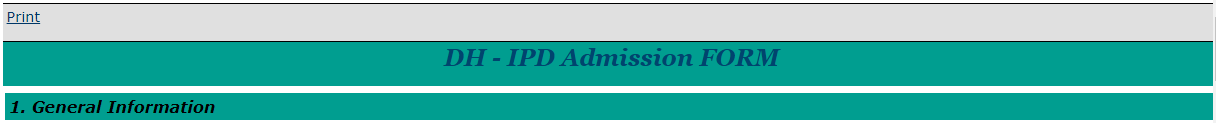 Print
DH - IPD Admission FORM
1. General Information